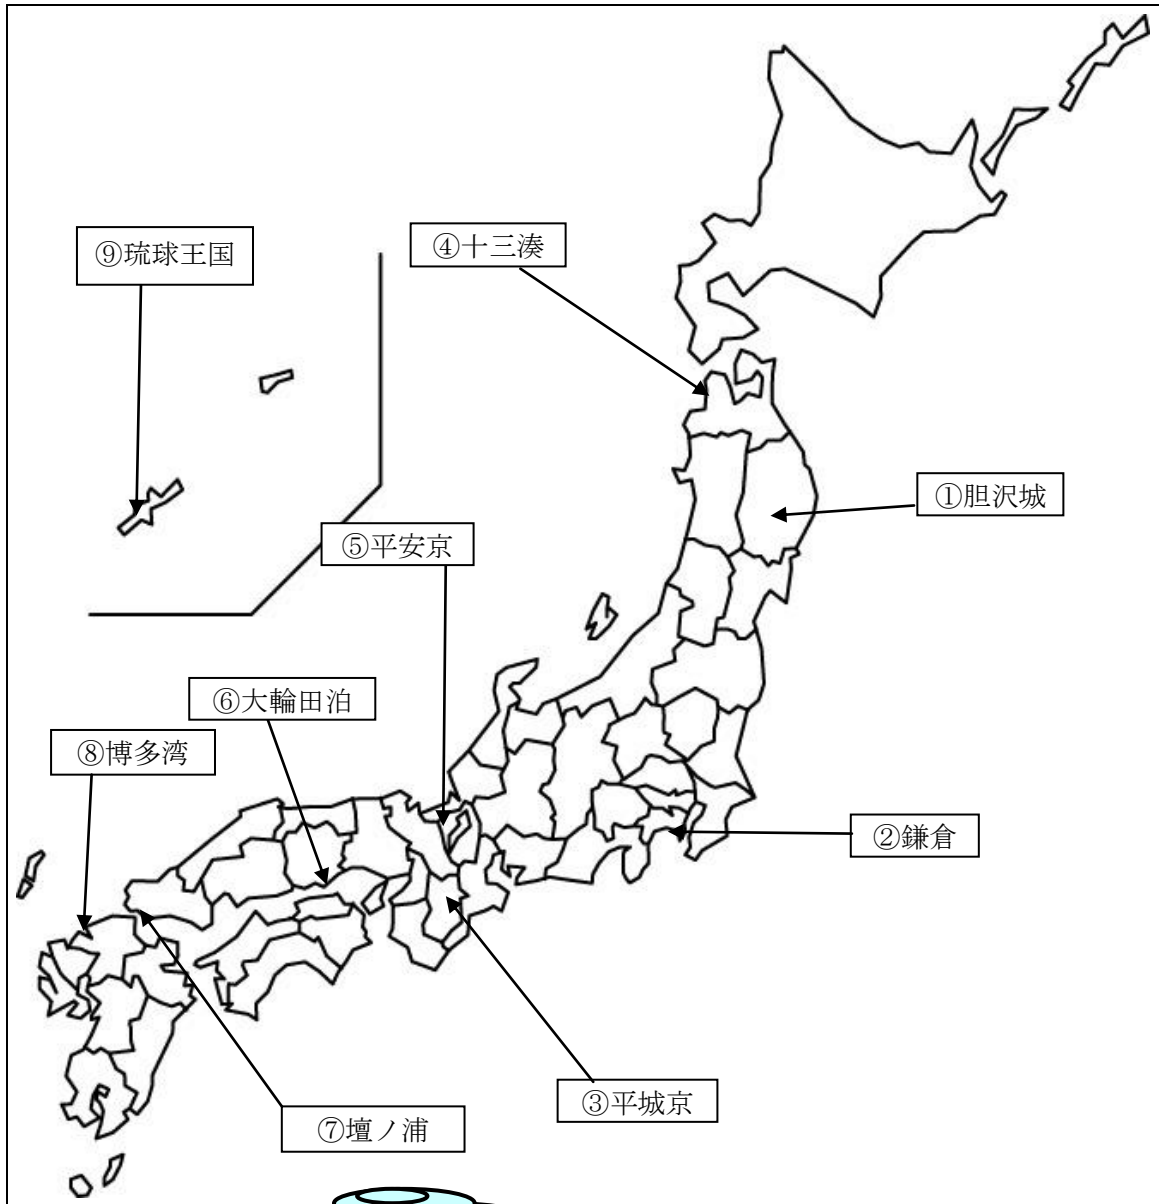 ⑨琉球王国
④十三湊
①胆沢城
⑤平安京
⑥大輪田泊
⑧博多湾
②鎌倉
③平城京
⑦壇ノ浦